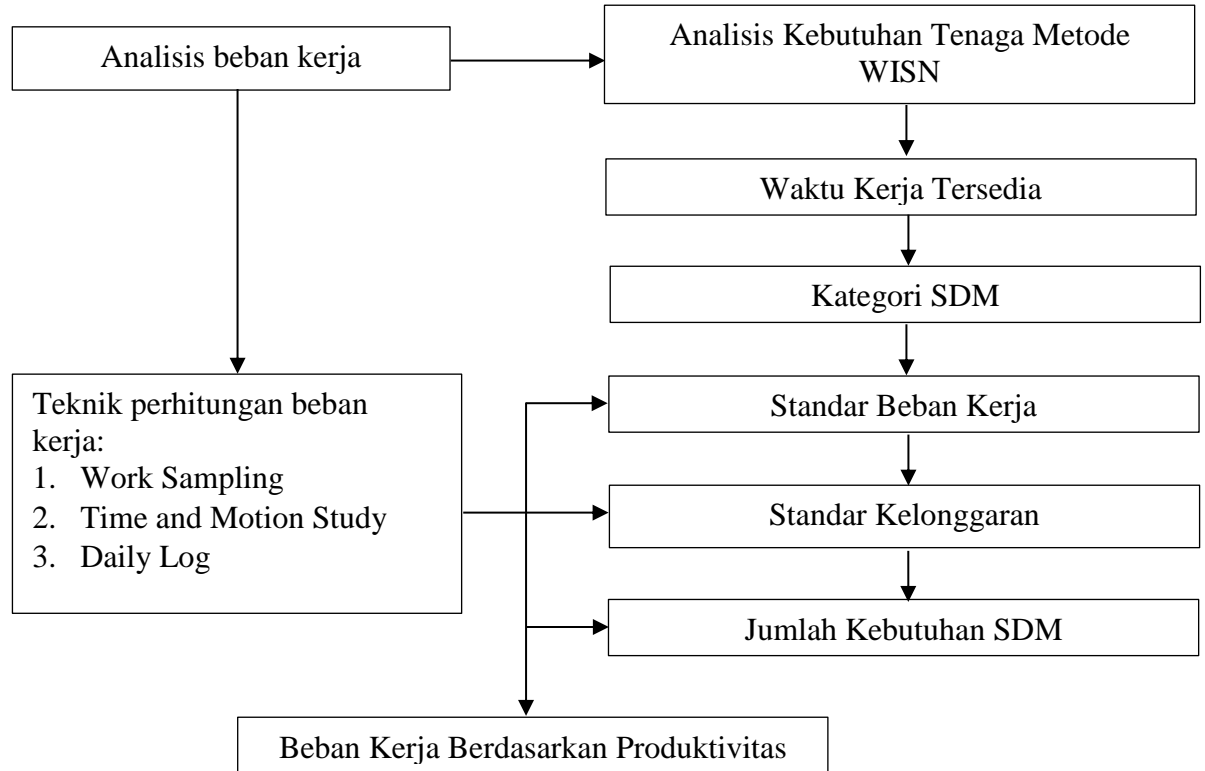 Analisis beban kerja
Analisis Kebutuhan Tenaga Metode
WISN
Waktu Kerja Tersedia
Kategori SDM
Teknik perhitungan beban
kerja:
1. Work Sampling
2. Time and Motion Study
3. Daily Log
Standar Beban Kerja
Standar Kelonggaran
Jumlah Kebutuhan SDM
Beban Kerja Berdasarkan Produktivitas